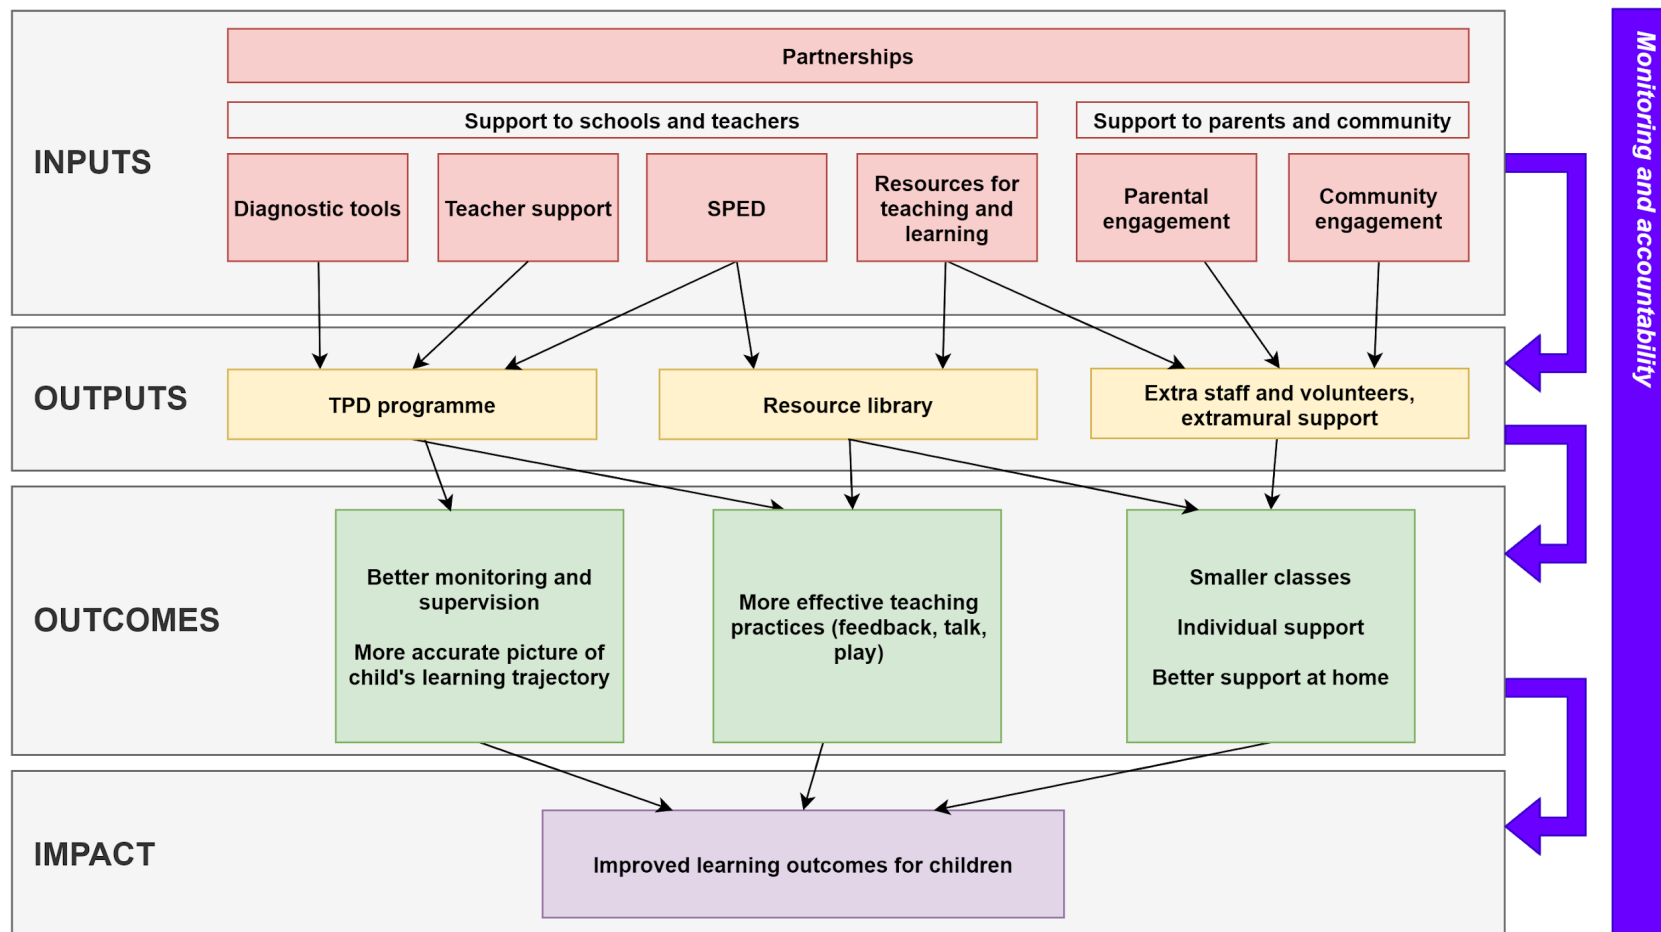 Partnerships
Support to schools and teachers
Support to parents and community
INPUTS
Diagnostic tools
Teacher support
SPED
Resources for
teaching and
learning
Parental
engagement
Community
engagement
OUTPUTS
TPD programme
Resource library
Extra staff and volunteers,
extramural support
OUTCOMES
Better monitoring and
supervision
More accurate picture of
child's learning trajectory
More effective teaching
practices (feedback, talk,
play)
Smaller classes
Individual support
Better support at home
IMPACT
Improved learning outcomes for children
Monitoring and accountability